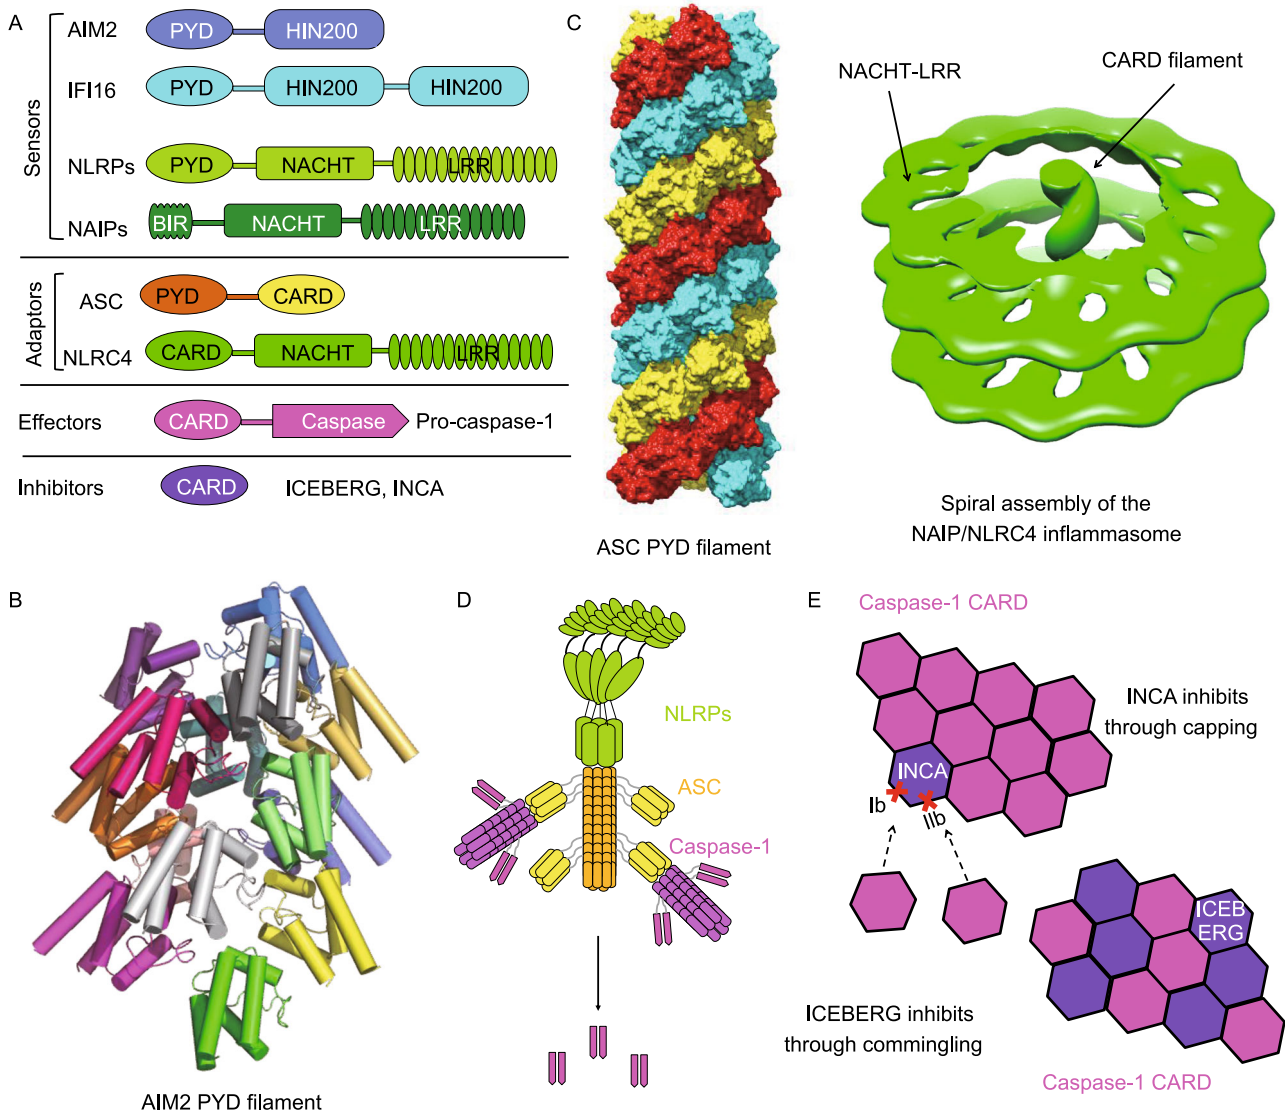 A
Sensors
AIM2
PYD
HIN200
IFI16
PYD
HIN200
HIN200
NLRPs
PYD
NACHT
LRR
NAIPs
BIR
NACHT
LRR
Adaptors
ASC
PYD
CARD
NLRC4
CARD
NACHT
LRR
Effectors
CARD
Caspase
Pro-caspase-1
Inhibitors
CARD
ICEBERG, INCA
B
AIM2 PYD filament
C
ASC PYD filament
NACHT-LRR
CARD filament
Spiral assembly of the
NAIP/NLRC4 inflammasome
D
NLRPs
ASC
Caspase-1
E
Caspase-1 CARD
INCA inhibits
through capping
INCA
Ib
IIb
ICEB
ERG
ICEBERG inhibits
through commingling
Caspase-1 CARD